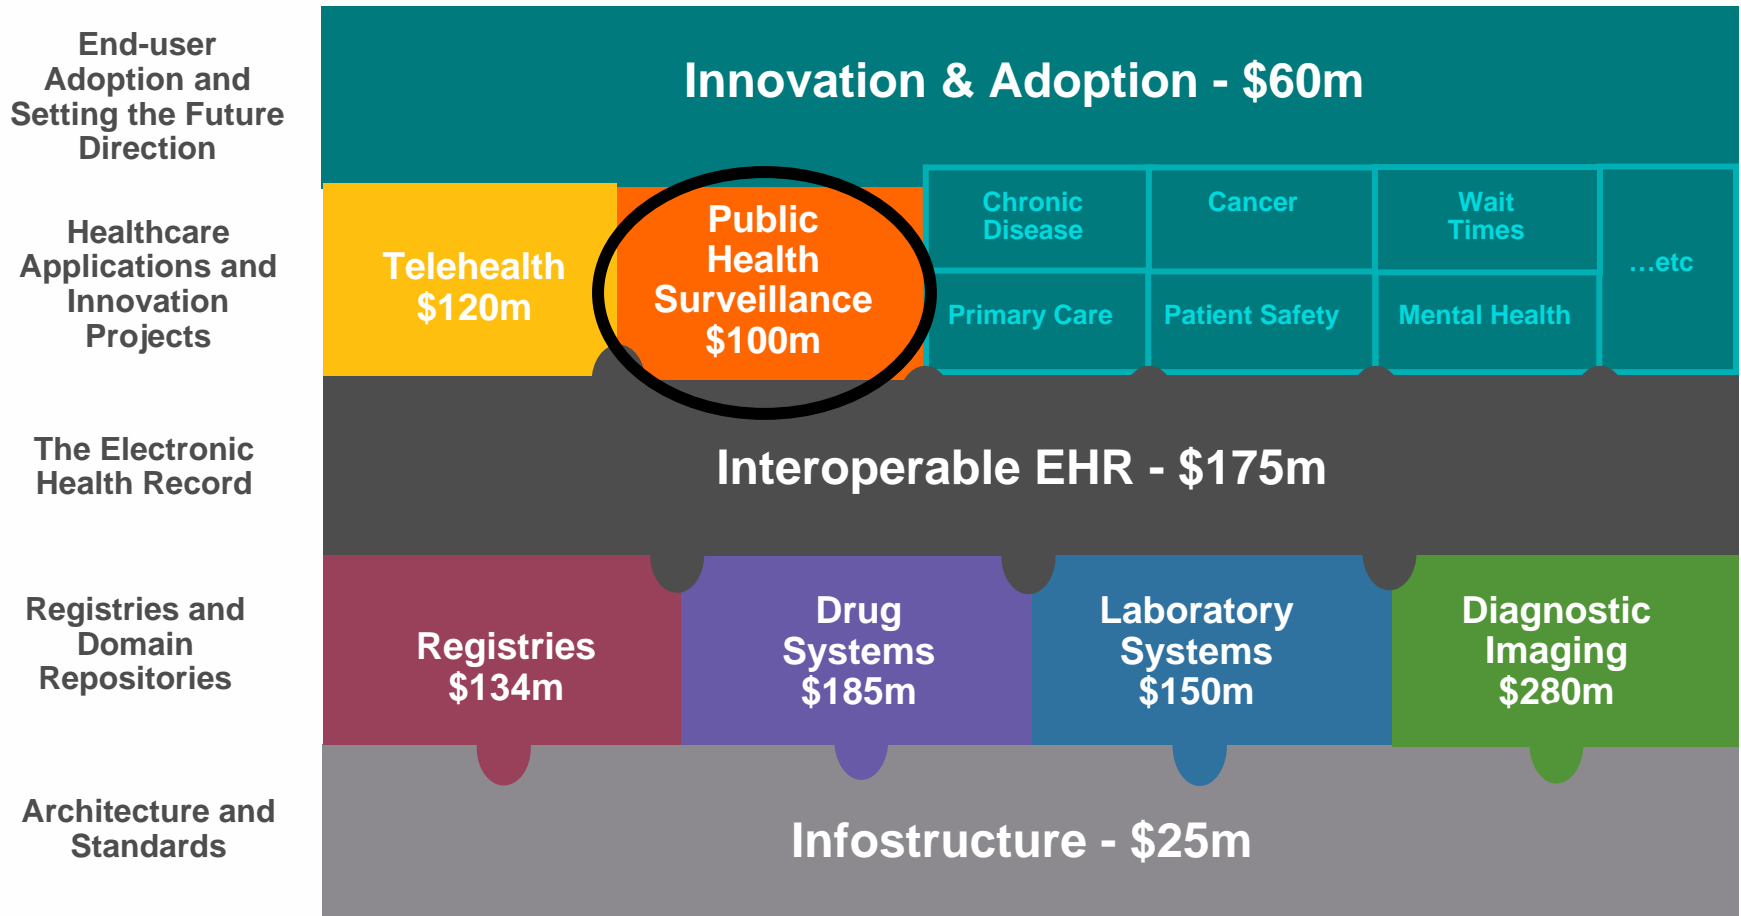 End-user
Adoption and
Setting the Future
Direction
Innovation & Adoption - $60m
Healthcare
Applications and
Innovation
Projects
Telehealth
$120m
Public
Health
Surveillance
$100m
Chronic
Disease
Cancer
Wait
Times
…etc
Primary Care
Patient Safety
Mental Health
The Electronic
Health Record
Interoperable EHR - $175m
Registries and
Domain
Repositories
Registries
$134m
Drug
Systems
$185m
Laboratory
Systems
$150m
Diagnostic
Imaging
$280m
Architecture and
Standards
Infostructure - $25m